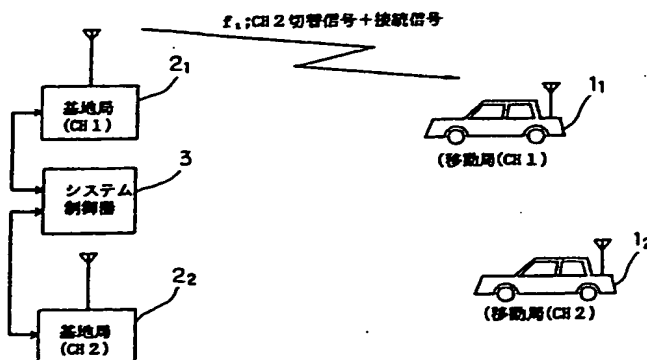 f₁;CH2切替信号+接続信号
2₁
基地局
(CH1)
1₁
(移動局(CH1)
3
システム
制御器
2₂
1₂
基地局
(CH2)
(移動局(CH2)